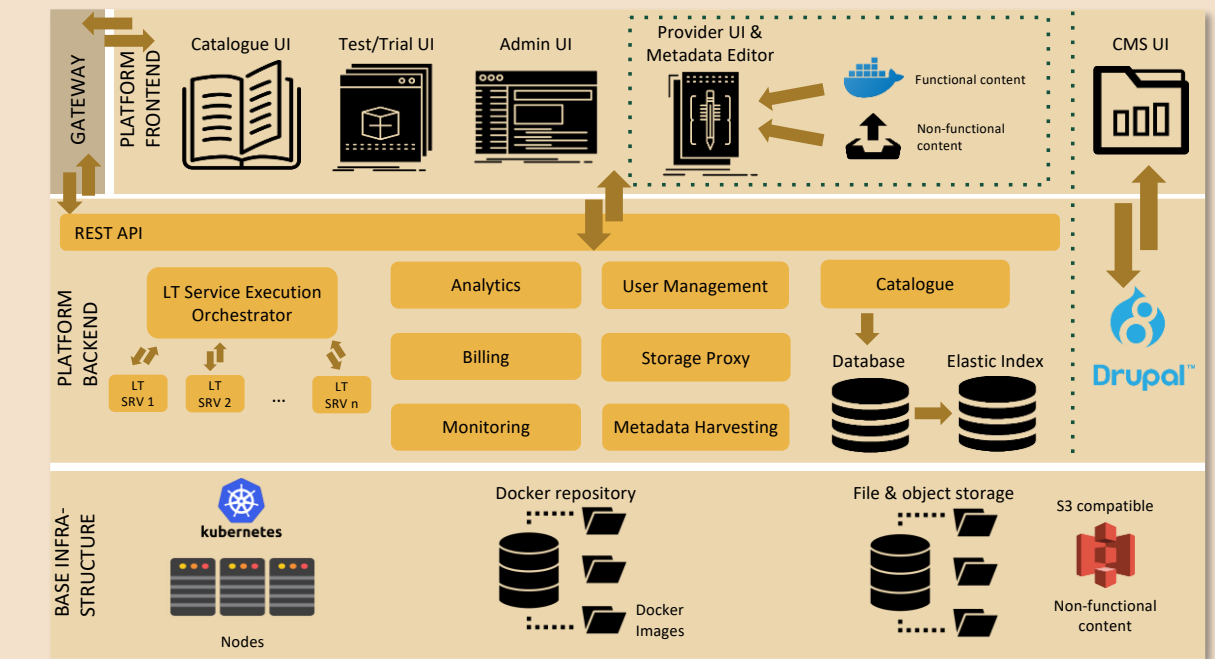 GATEWAY
PLATFORM
FRONTEND
Catalogue UI
Test/Trial UI
Admin UI
Provider UI &
Metadata Editor
Functional content
Non-functional
content
CMS UI
REST API
PLATFORM
BACKEND
LT Service Execution
Orchestrator
LT
SRV 1
LT
SRV 2
...
LT
SRV n
Analytics
User Management
Catalogue
Billing
Storage Proxy
Database
Elastic Index
Monitoring
Metadata Harvesting
Drupal™
BASE INFRA-
STRUCTURE
kubernetes
Nodes
Docker repository
Docker
Images
File & object storage
S3 compatible
Non-functional
content